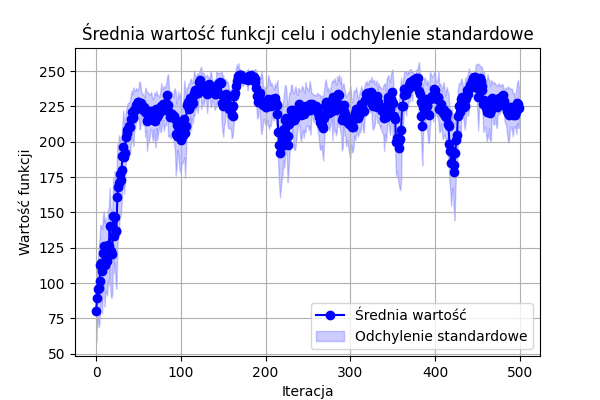 Średnia wartość funkcji celu i odchylenie standardowe
Wartość funkcji
250
225
200
175
150
125
100
75
50
0 100 200 300 400 500
Iteracja
Średnia wartość
Odchylenie standardowe